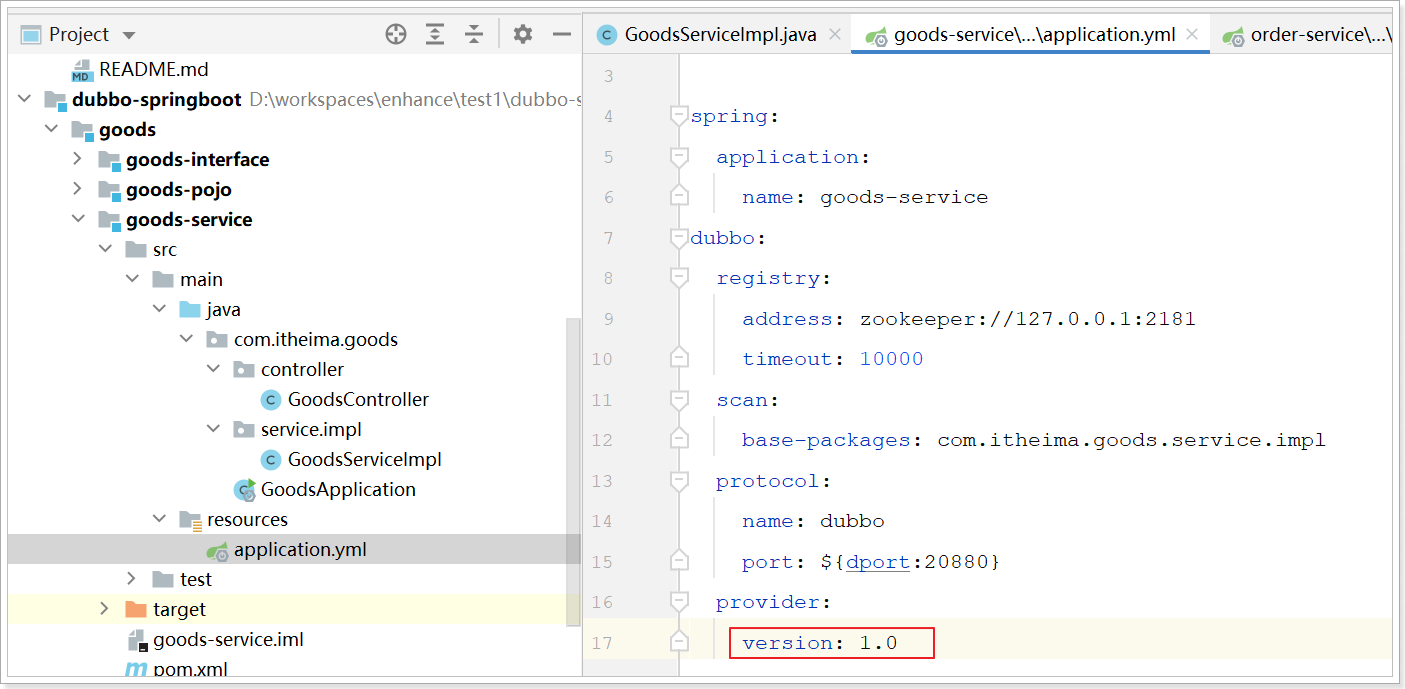 Project
README.md
dubbo-springboot D:\workspaces\enhance\test1\dubbo-s
goods
goods-interface
goods-pojo
goods-service
src
main
java
com.itheima.goods
controller
GoodsController
service.impl
GoodsServiceImpl
GoodsApplication
resources
application.yml
test
target
goods-service.iml
pom.xml
GoodsServiceImpl.java goods-service\...\application.yml order-service\...\
3
4 spring:
5 application:
6 name: goods-service
7 dubbo:
8 registry:
9 address: zookeeper://127.0.0.1:2181
10 timeout: 10000
11 scan:
12 base-packages: com.itheima.goods.service.impl
13 protocol:
14 name: dubbo
15 port: ${dport:20880}
16 provider:
17 version: 1.0